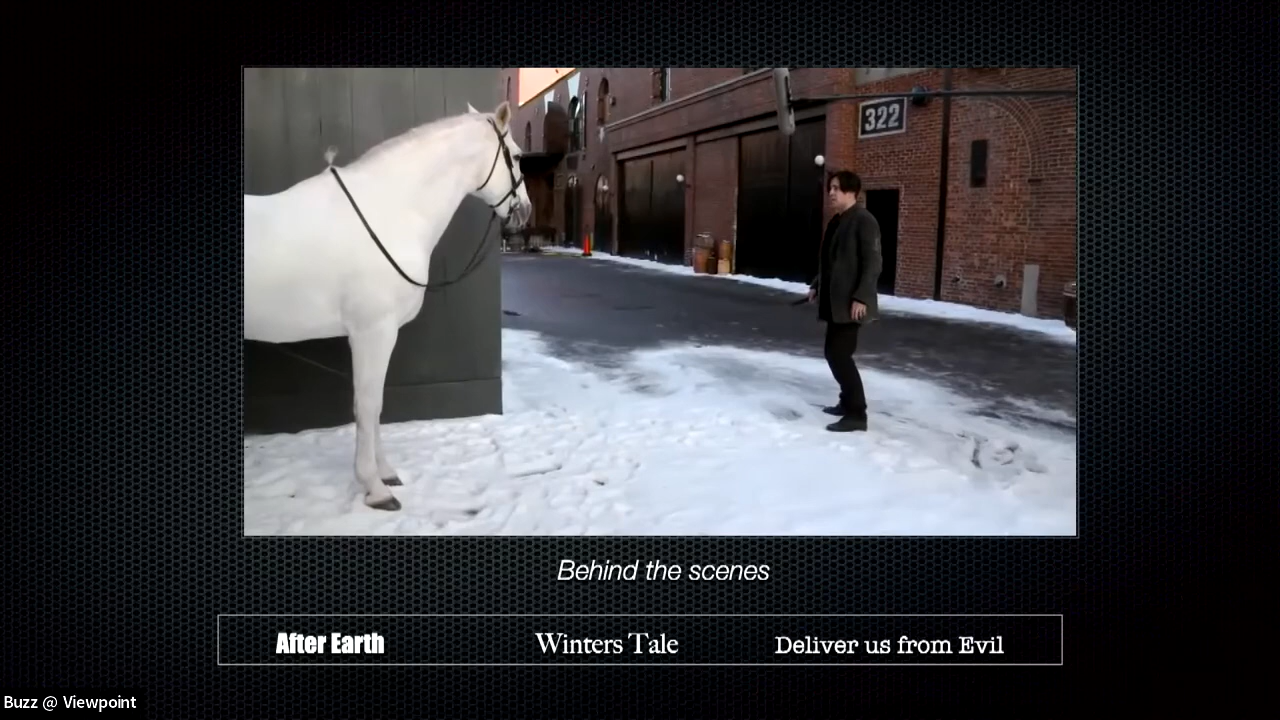 322
Behind the scenes
After Earth
Winters Tale
Deliver us from Evil
Buzz @ Viewpoint